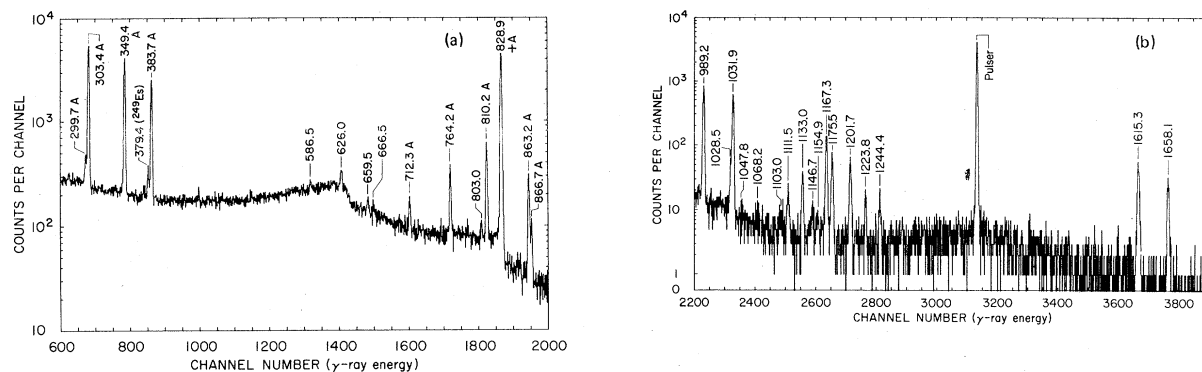 (a)
COUNTS PER CHANNEL
10⁴
10³
10²
10
299.7 A
303.4 A
349.4 A
379.4 (²⁴⁹Es)
383.7 A
586.5
626.0
659.5
666.5
712.3 A
764.2 A
803.0
810.2 A
828.9 +A
863.2 A
866.7 A
600 800 1000 1200 1400 1600 1800 2000
CHANNEL NUMBER (γ-ray energy)
(b)
COUNTS PER CHANNEL
10⁴
10³
10²
10
1
0
989.2
1028.5
1031.9
1047.8
1068.2
1103.0
1111.5
1133.0
1146.7
1154.9
1167.3
1175.5
1201.7
1223.8
1244.4
Pulser
1615.3
1658.1
2200 2400 2600 2800 3000 3200 3400 3600 3800
CHANNEL NUMBER (γ-ray energy)